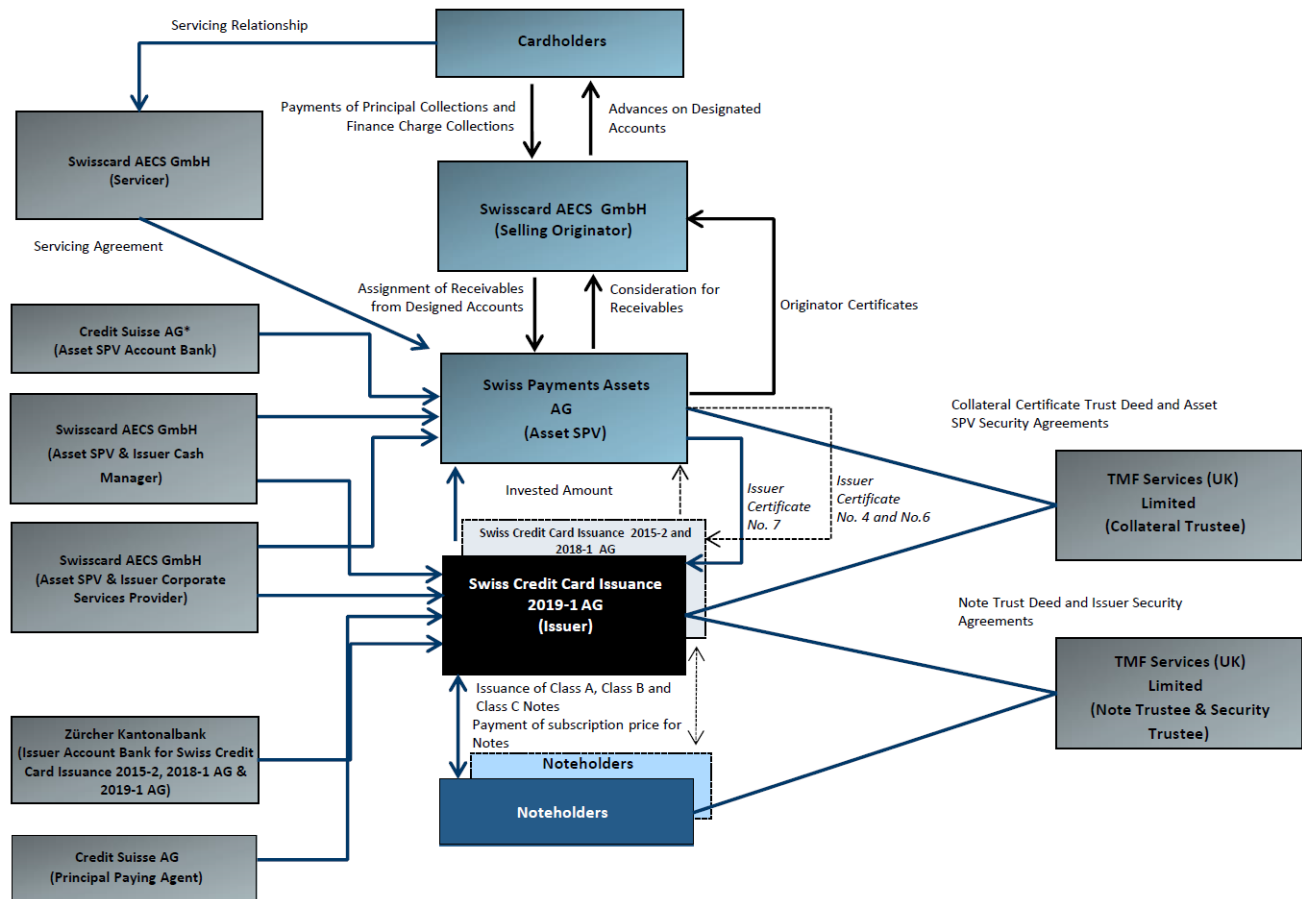 Servicing Relationship
Cardholders
Payments of Principal Collections and
Finance Charge Collections
Advances on Designated
Accounts
Swisscard AECS GmbH
(Servicer)
Swisscard AECS GmbH
(Selling Originator)
Servicing Agreement
Assignment of Receivables
from Designed Accounts
Consideration for
Receivables
Originator Certificates
Credit Suisse AG*
(Asset SPV Account Bank)
Swiss Payments Assets
AG
(Asset SPV)
Swisscard AECS GmbH
(Asset SPV & Issuer Cash
Manager)
Collateral Certificate Trust Deed and Asset
SPV Security Agreements
Invested Amount
Issuer
Certificate
No. 7
Issuer
Certificate
No. 4 and No.6
TMF Services (UK)
Limited
(Collateral Trustee)
Swiss Credit Card Issuance 2015-2 and
2018-1 AG
Swisscard AECS GmbH
(Asset SPV & Issuer Corporate
Services Provider)
Swiss Credit Card Issuance
2019-1 AG
(Issuer)
Note Trust Deed and Issuer Security
Agreements
TMF Services (UK)
Limited
(Note Trustee & Security
Trustee)
Issuance of Class A, Class B and
Class C Notes
Payment of subscription price for
Notes
Zürcher Kantonalbank
(Issuer Account Bank for Swiss Credit
Card Issuance 2015-2, 2018-1 AG &
2019-1 AG)
Noteholders
Noteholders
Credit Suisse AG
(Principal Paying Agent)